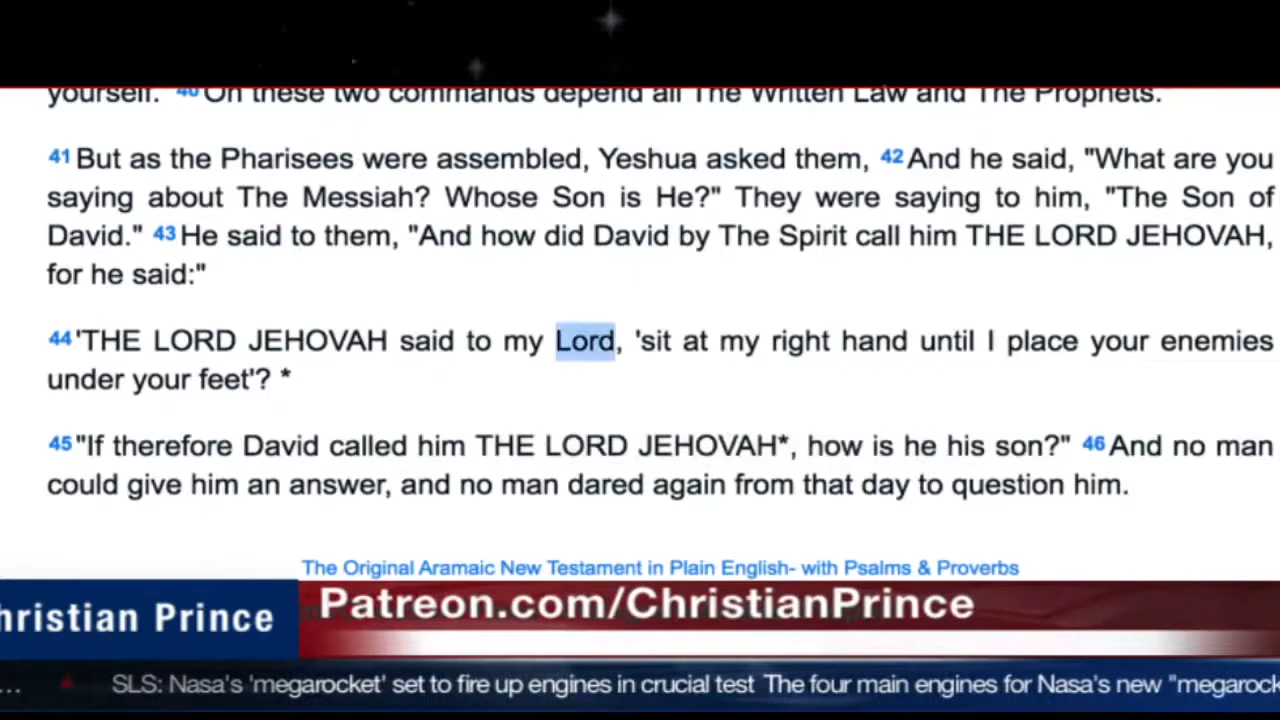 yourself. 40 On these two commands depend all The Written Law and The Prophets.
41 But as the Pharisees were assembled, Yeshua asked them, 42 And he said, "What are you
saying about The Messiah? Whose Son is He?" They were saying to him, "The Son of
David." 43 He said to them, "And how did David by The Spirit call him THE LORD JEHOVAH,
for he said:"
44 'THE LORD JEHOVAH said to my Lord, 'sit at my right hand until I place your enemies
under your feet'? *
45 "If therefore David called him THE LORD JEHOVAH*, how is he his son?" 46 And no man
could give him an answer, and no man dared again from that day to question him.
The Original Aramaic New Testament in Plain English- with Psalms & Proverbs
hristian Prince
Patreon.com/ChristianPrince
... SLS: Nasa's 'megarocket' set to fire up engines in crucial test The four main engines for Nasa's new "megarock